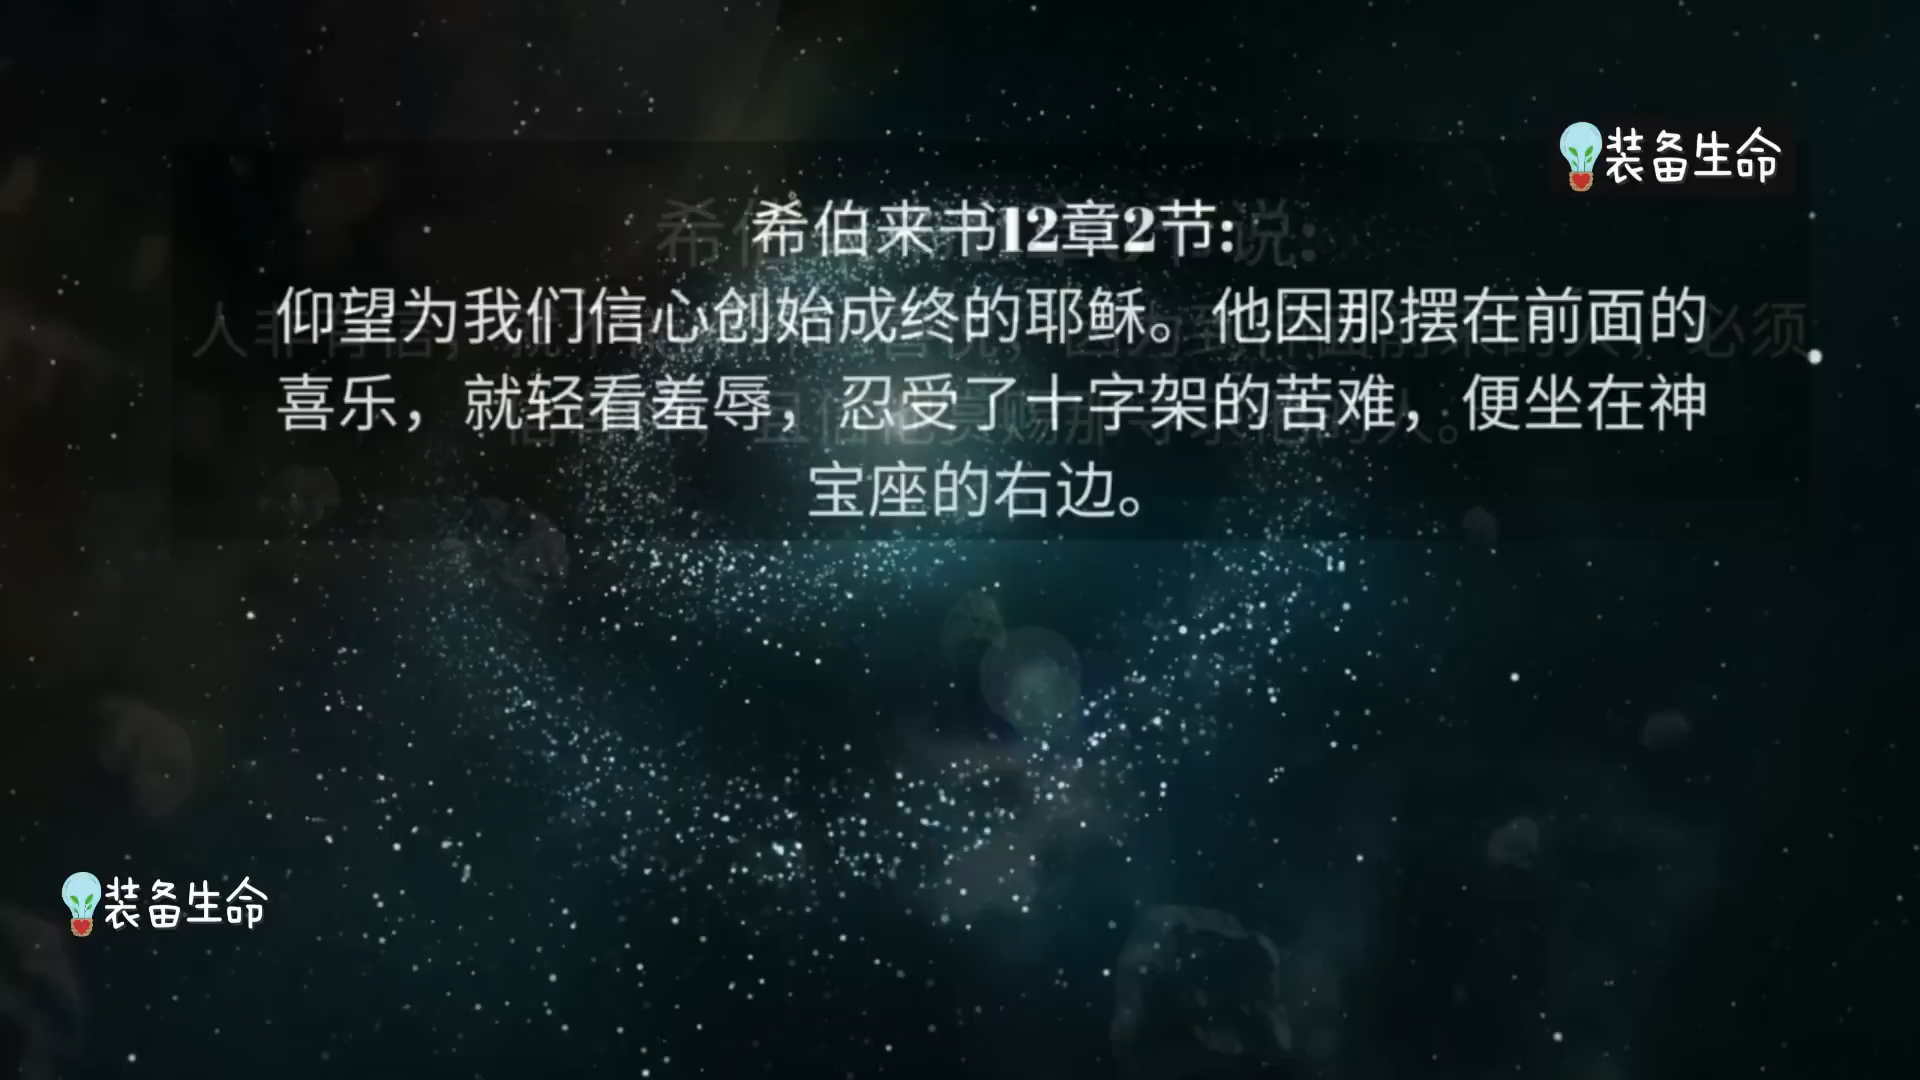 装备生命
希伯来书12章2节:
仰望为我们信心创始成终的耶稣。他因那摆在前面的
喜乐，就轻看羞辱，忍受了十字架的苦难，便坐在神
宝座的右边。
装备生命